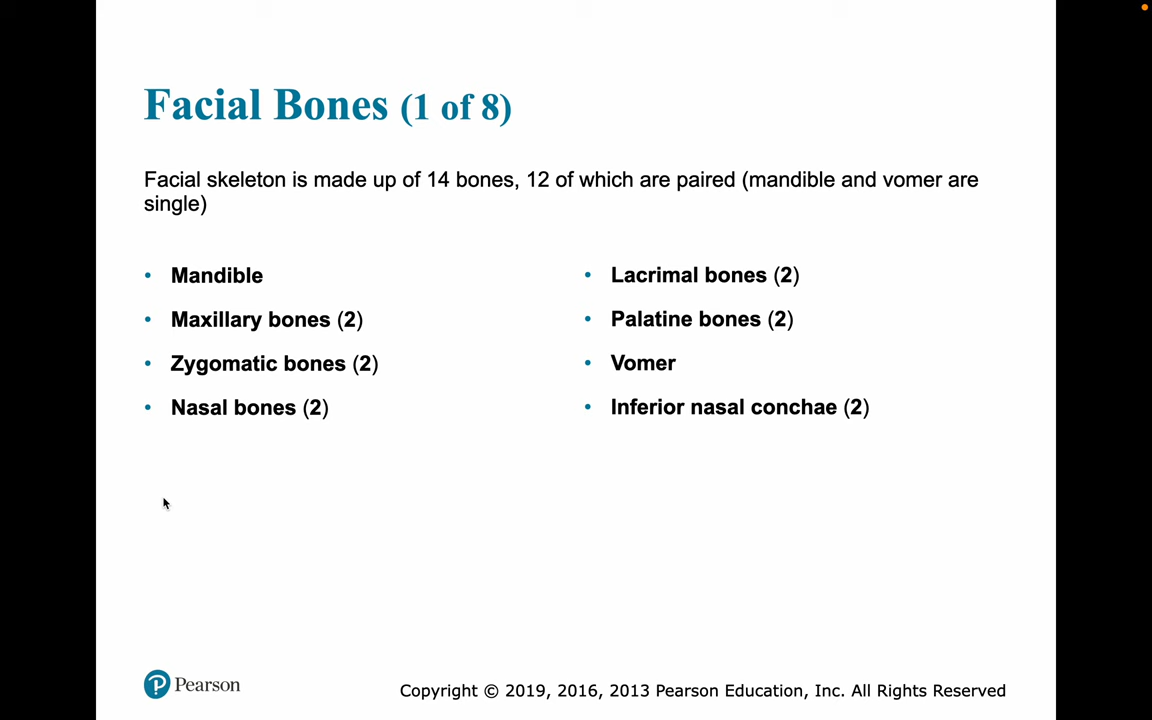 Facial Bones (1 of 8)
Facial skeleton is made up of 14 bones, 12 of which are paired (mandible and vomer are
single)
• Mandible
• Maxillary bones (2)
• Zygomatic bones (2)
• Nasal bones (2)
• Lacrimal bones (2)
• Palatine bones (2)
• Vomer
• Inferior nasal conchae (2)
Pearson
Copyright © 2019, 2016, 2013 Pearson Education, Inc. All Rights Reserved